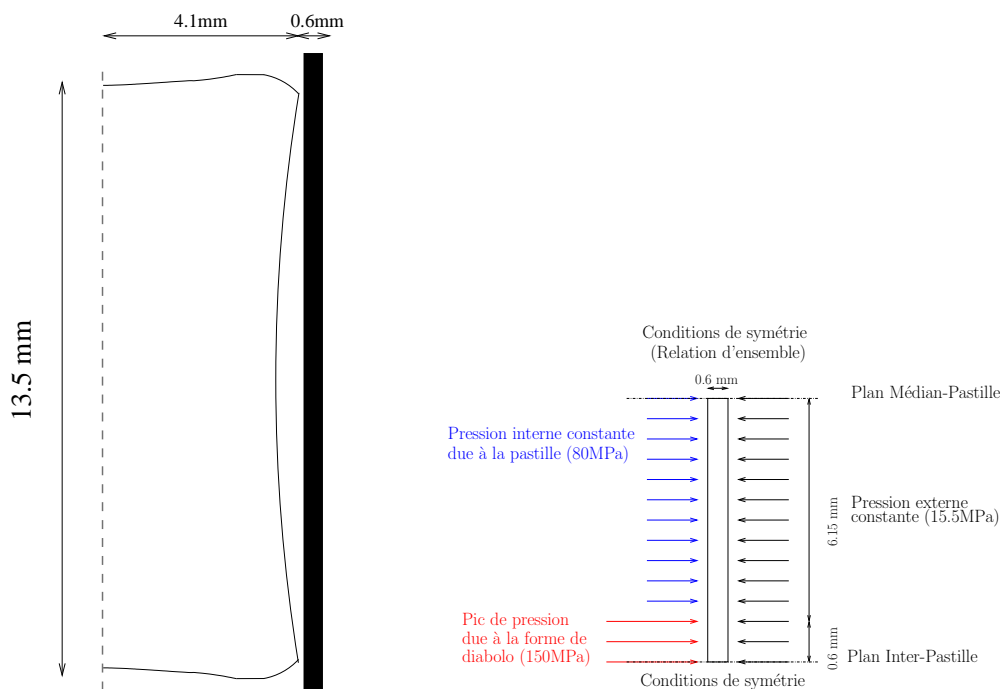 4.1mm
0.6mm
13.5 mm
Conditions de symétrie
(Relation d'ensemble)
0.6 mm
Plan Médian-Pastille
Pression interne constante
due à la pastille (80MPa)
Pression externe
constante (15.5MPa)
6.15 mm
Pic de pression
due à la forme de
diabolo (150MPa)
0.6 mm
Plan Inter-Pastille
Conditions de symétrie